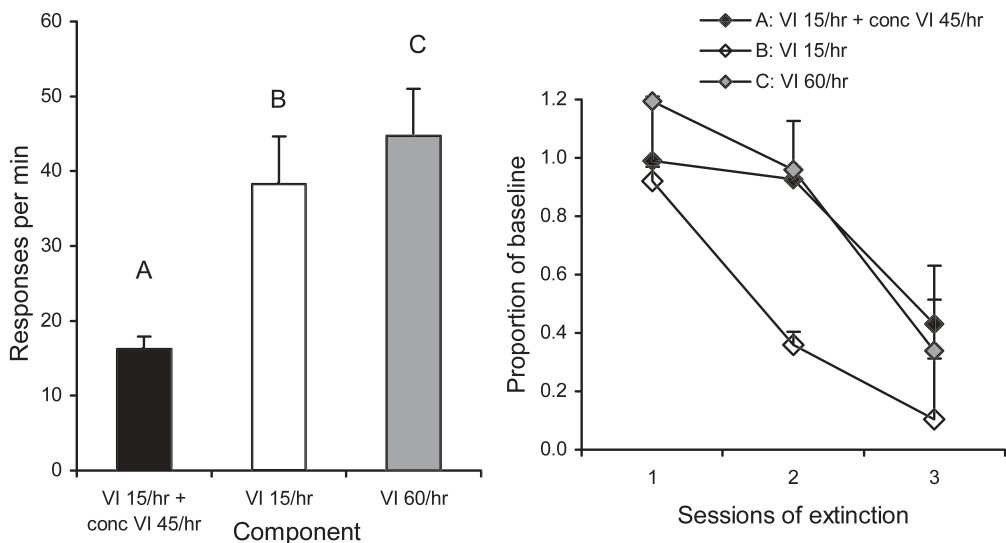 60
50
40
30
20
10
0
Responses per min
A
B
C
VI 15/hr +
conc VI 45/hr
VI 15/hr
VI 60/hr
Component
A: VI 15/hr + conc VI 45/hr
B: VI 15/hr
C: VI 60/hr
1.2
1.0
0.8
0.6
0.4
0.2
0.0
Proportion of baseline
1
2
3
Sessions of extinction